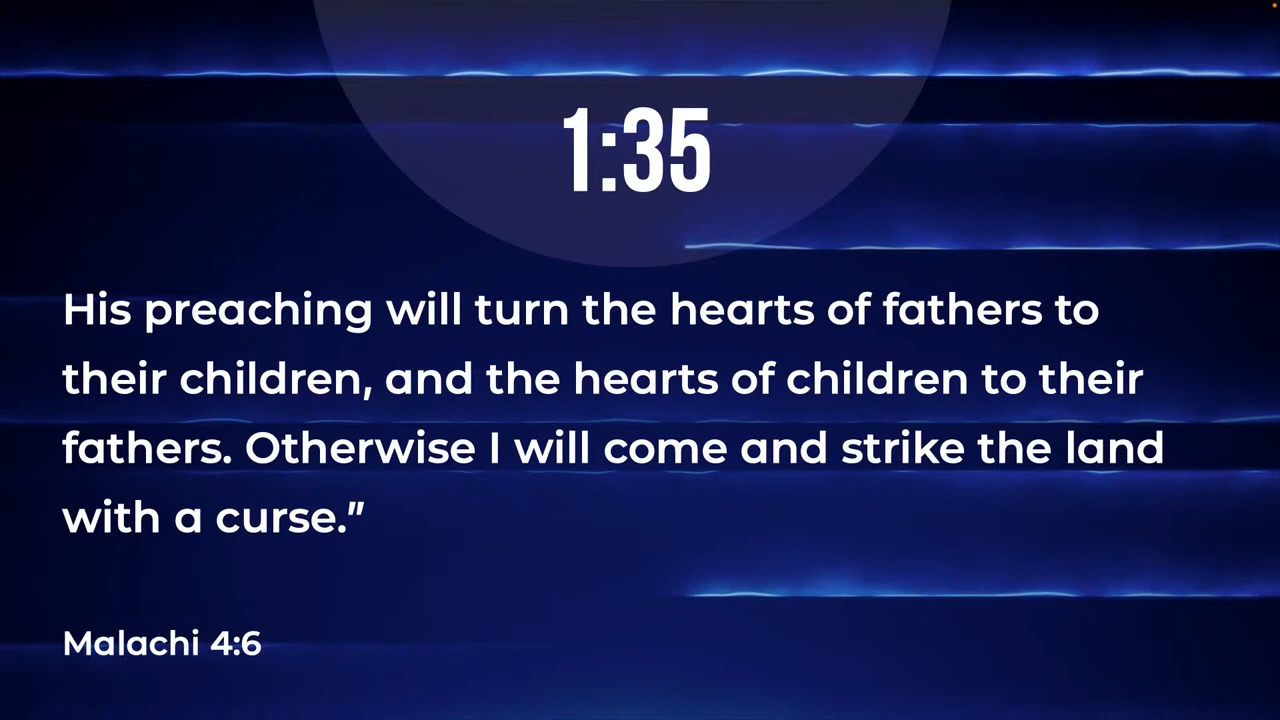 1:35
His preaching will turn the hearts of fathers to
their children, and the hearts of children to their
fathers. Otherwise I will come and strike the land
with a curse.”
Malachi 4:6